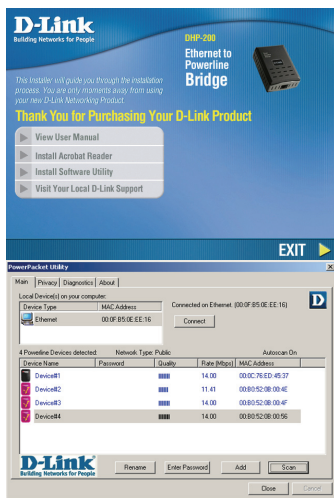 D-Link
Building Networks for People
DHP-200
Ethernet to
Powerline
Bridge
This Installer will guide you through the installation
process. You are only moments away from using
your new D-Link Networking Product.
Thank You for Purchasing Your D-Link Product
View User Manual
Install Acrobat Reader
Install Software Utility
Visit Your Local D-Link Support
EXIT
PowerPacket Utility
Main Privacy Diagnostics About
Local Device(s) on your computer:
Device Type MAC Address
Ethernet 00:0F:B5:0E:EE:16
Connected on Ethernet. (00:0F:B5:0E:EE:16)
Connect
D
4 Powerline Devices detected: Network Type: Public Autoscan On
Device Name Password Quality Rate (Mbps) MAC Address
Device#1 14.00 00:0C:76:ED:45:37
Device#2 11.41 00:B0:52:0B:00:4E
Device#3 14.00 00:B0:52:0B:00:4F
Device#4 14.00 00:B0:52:0B:00:56
D-Link
Building Networks for People
Rename Enter Password Add Scan
Close Cancel